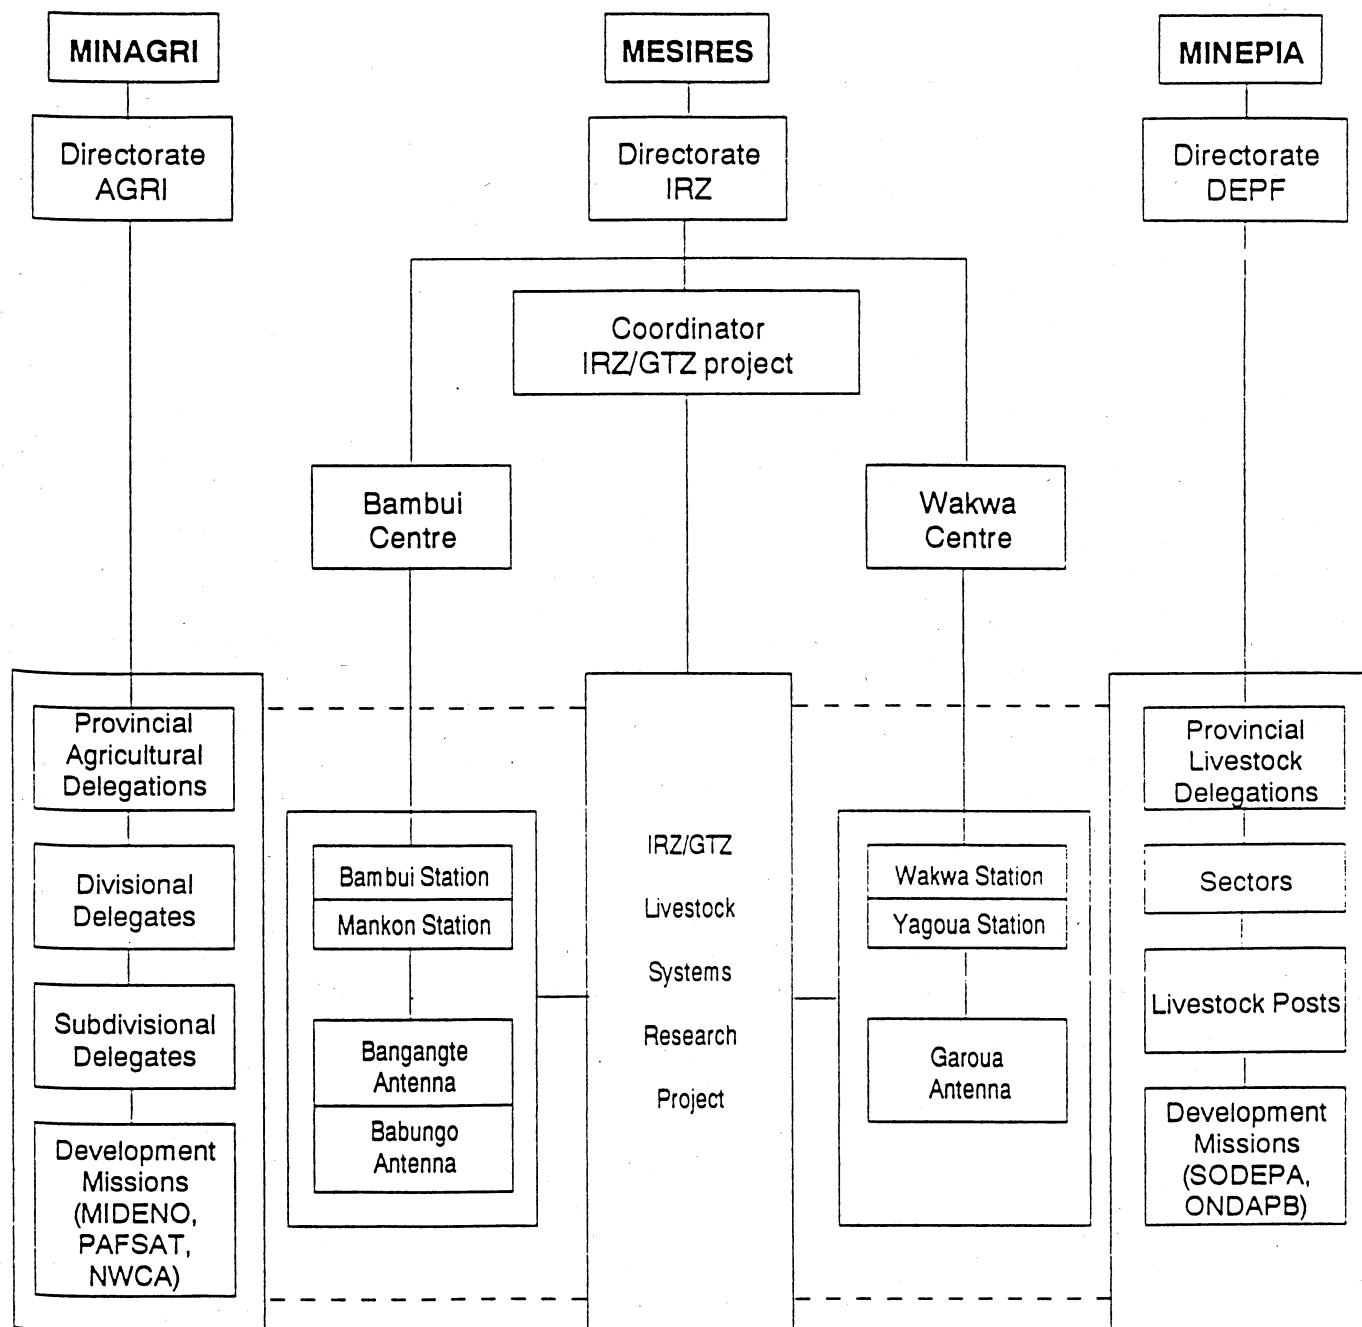 MINAGRI
MESIRES
MINEPIA
Directorate
AGRI
Directorate
IRZ
Directorate
DEPF
Coordinator
IRZ/GTZ project
Bambui
Centre
Wakwa
Centre
Provincial
Agricultural
Delegations
Divisional
Delegates
Subdivisional
Delegates
Development
Missions
(MIDENO,
PAFSAT,
NWCA)
Bambui Station
Mankon Station
Bangangte
Antenna
Babungo
Antenna
IRZ/GTZ
Livestock
Systems
Research
Project
Wakwa Station
Yagoua Station
Garoua
Antenna
Provincial
Livestock
Delegations
Sectors
Livestock Posts
Development
Missions
(SODEPA,
ONDAPB)